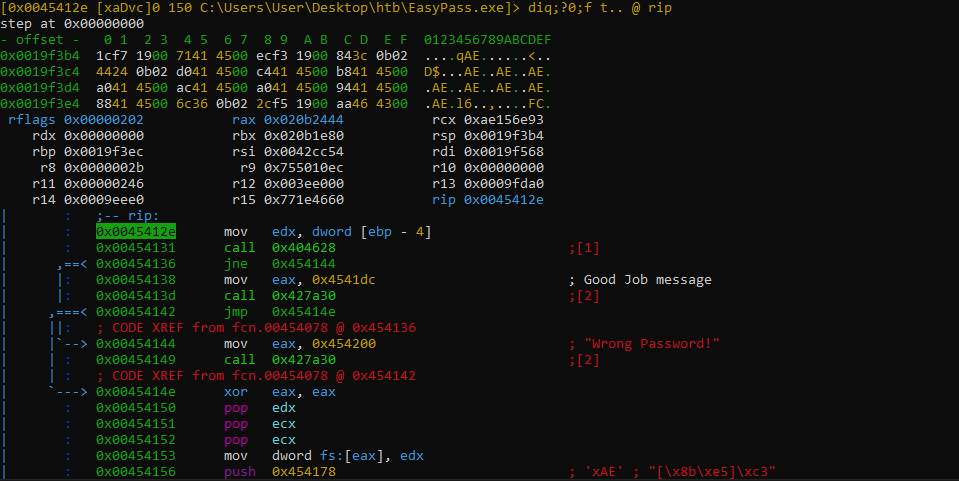 [0x0045412e [xaDvc]0 150 C:\Users\User\Desktop\htb\EasyPass.exe]> diq;?0;f t.. @ rip
step at 0x00000000
- offset -   0 1  2 3  4 5  6 7  8 9  A B  C D  E F  0123456789ABCDEF
0x0019f3b4  1cf7 1900 7141 4500 ecf3 1900 843c 0b02  ....qAE......<..
0x0019f3c4  4424 0b02 d041 4500 c441 4500 b841 4500  D$...AE..AE..AE.
0x0019f3d4  a041 4500 ac41 4500 a041 4500 9441 4500  .AE..AE..AE..AE.
0x0019f3e4  8841 4500 6c36 0b02 2cf5 1900 aa46 4300  .AE.l6..,....FC.
rflags 0x00000202 rax 0x020b2444 rcx 0xae156e93
rdx 0x00000000 rbx 0x020b1e80 rsp 0x0019f3b4
rbp 0x0019f3ec rsi 0x0042cc54 rdi 0x0019f568
r8 0x0000002b r9 0x755010ec r10 0x00000000
r11 0x00000246 r12 0x003ee000 r13 0x0009fda0
r14 0x0009eee0 r15 0x771e4660 rip 0x0045412e
| : ;-- rip:
| : 0x0045412e mov edx, dword [ebp - 4]
| : 0x00454131 call 0x404628 ;[1]
| ,==< 0x00454136 jne 0x454144
| |: 0x00454138 mov eax, 0x4541dc ; Good Job message
| |: 0x0045413d call 0x427a30 ;[2]
| ,===< 0x00454142 jmp 0x45414e
| ||: ; CODE XREF from fcn.00454078 @ 0x454136
| |`--> 0x00454144 mov eax, 0x454200 ; "Wrong Password!"
| | : 0x00454149 call 0x427a30 ;[2]
| | : ; CODE XREF from fcn.00454078 @ 0x454142
| `---> 0x0045414e xor eax, eax
| : 0x00454150 pop edx
| : 0x00454151 pop ecx
| : 0x00454152 pop ecx
| : 0x00454153 mov dword fs:[eax], edx
| : 0x00454156 push 0x454178 ; 'xAE' ; "[\x8b\xe5]\xc3"